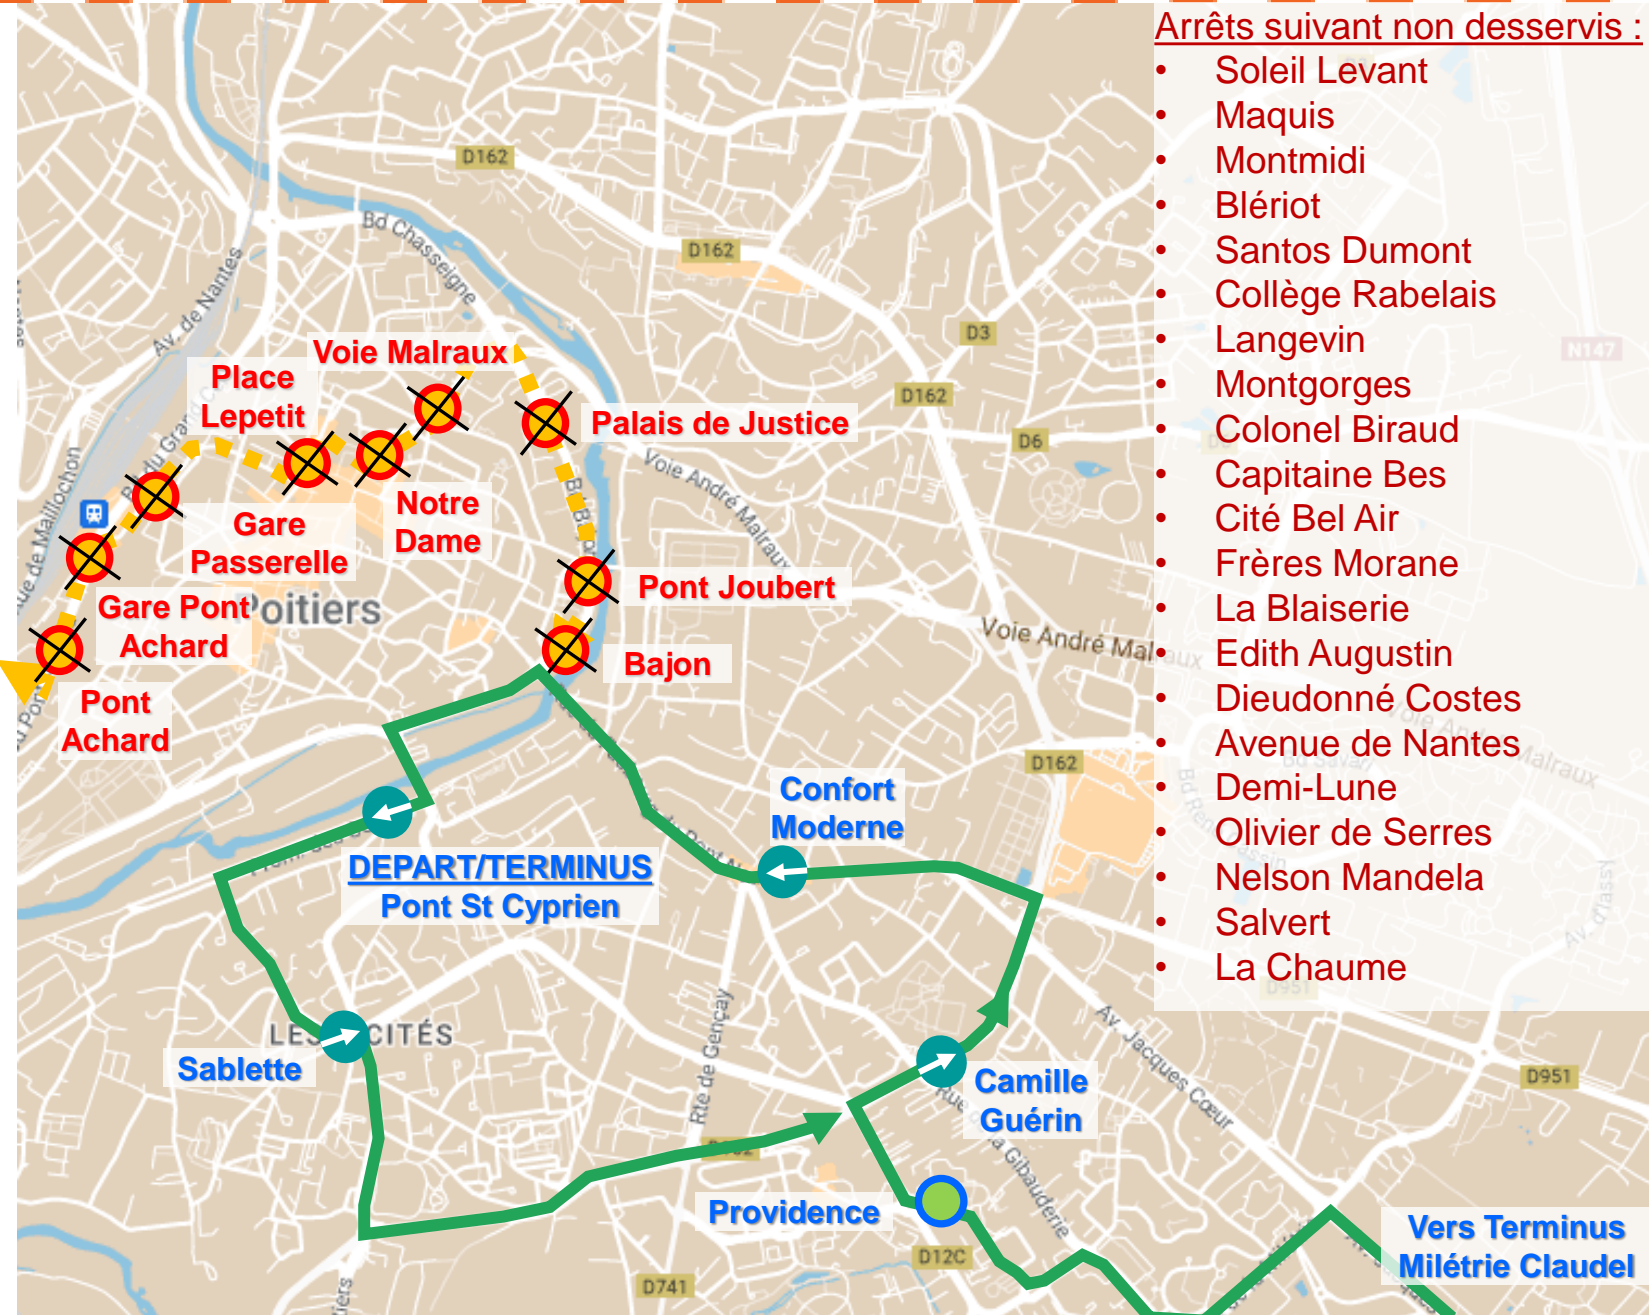 Arrêts suivant non desservis :
• Soleil Levant
• Maquis
• Montmidi
• Blériot
• Santos Dumont
• Collège Rabelais
• Langevin
• Montgorges
• Colonel Biraud
• Capitaine Bes
• Cité Bel Air
• Frères Morane
• La Blaiserie
• Edith Augustin
• Dieudonné Costes
• Avenue de Nantes
• Demi-Lune
• Olivier de Serres
• Nelson Mandela
• Salvert
• La Chaume
D162
Bd Chasseigne
D162
Av. de Nantes
D3
N147
Voie Malraux
Place
Lepetit
D162
Palais de Justice
D6
Voie André Malraux
Notre
Dame
Gare
Passerelle
Pont Joubert
Gare Pont
Achard
Poitiers
Voie André Malraux
Bajon
Pont
Achard
Voie André Malraux
D162
Confort
Moderne
DEPART/TERMINUS
Pont St Cyprien
D951
LES CITÉS
Sablette
Rte de Gençay
Av. Jacques Cœur
D951
Camille
Guérin
Providence
D12C
D741
Vers Terminus
Milétrie Claudel